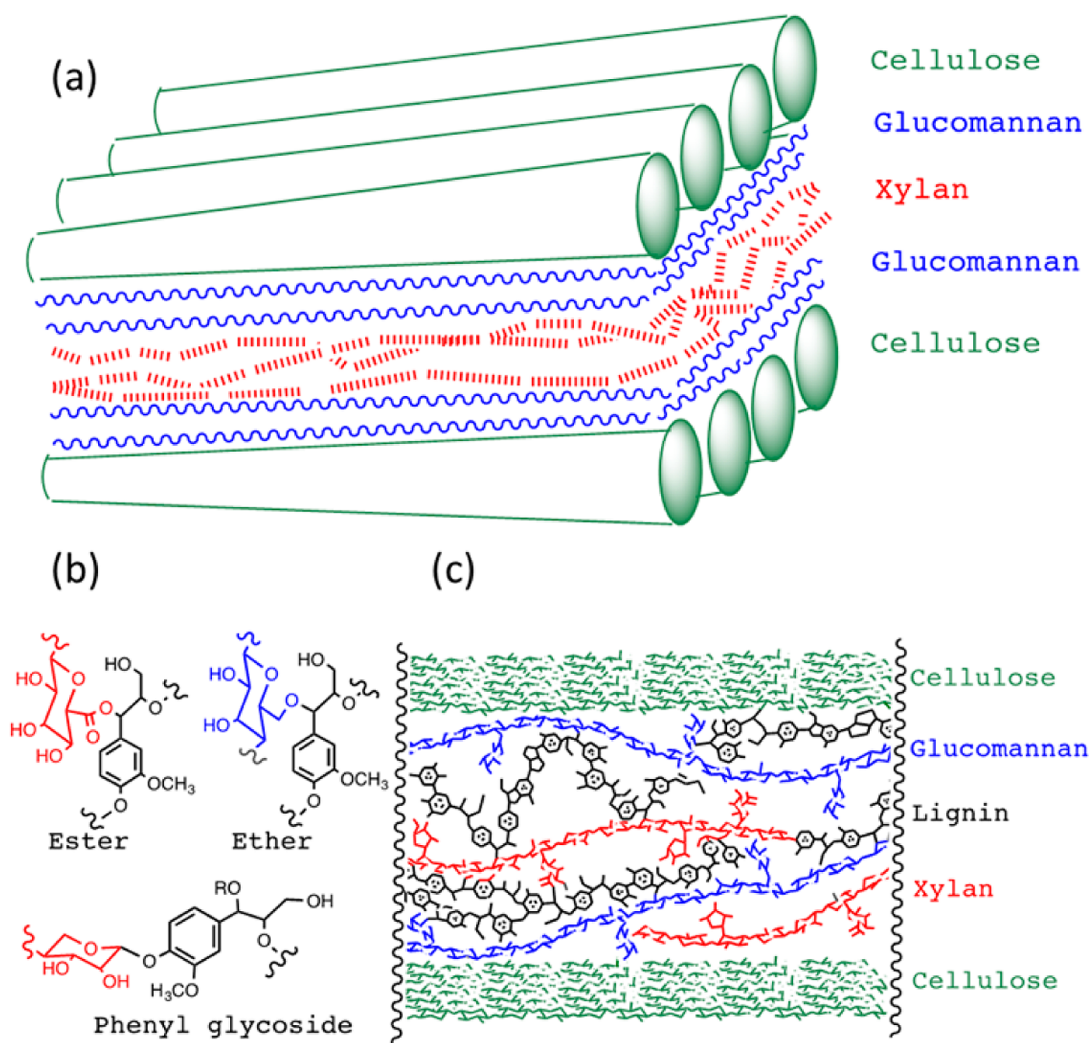 (a)
Cellulose
Glucomannan
Xylan
Glucomannan
Cellulose
(b)
HO
HO
HO
HO
O
O
O
O
OCH₃
O
Ester
HO
HO
HO
O
O
O
OCH₃
O
Ether
RO
OH
O
O
HO
OH
O
H₃CO
Phenyl glycoside
(c)
Cellulose
Glucomannan
Lignin
Xylan
Cellulose